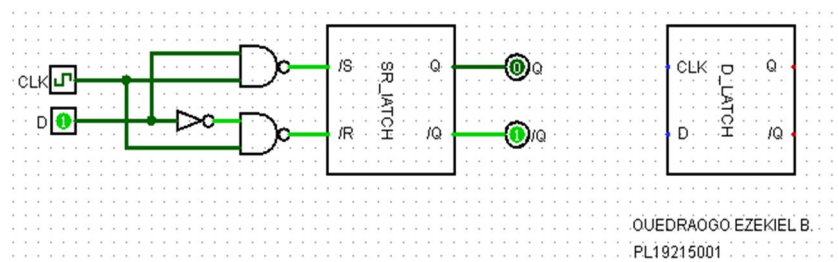 CLK
D
1
/S
/R
SR_lATCH
Q
/Q
0
Q
1
/Q
CLK
D
D_LATCH
Q
/Q
OUEDRAOGO EZEKIEL B.
PL19215001